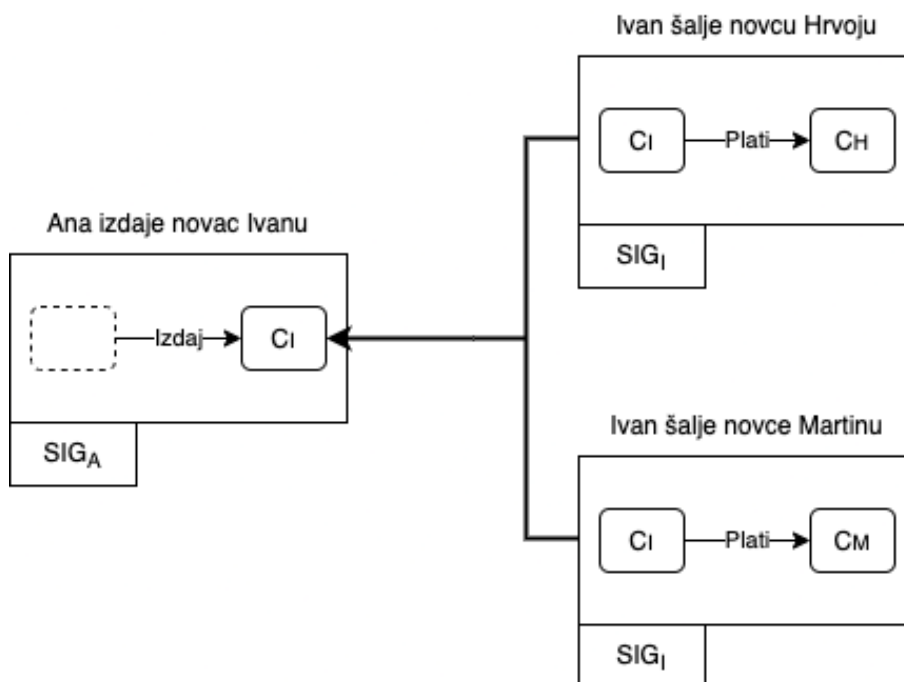 Ivan šalje novcu Hrvoju
CI
Plati
CH
SIGI
Ana izdaje novac Ivanu
Izdaj
CI
SIGA
Ivan šalje novce Martinu
CI
Plati
CM
SIGI